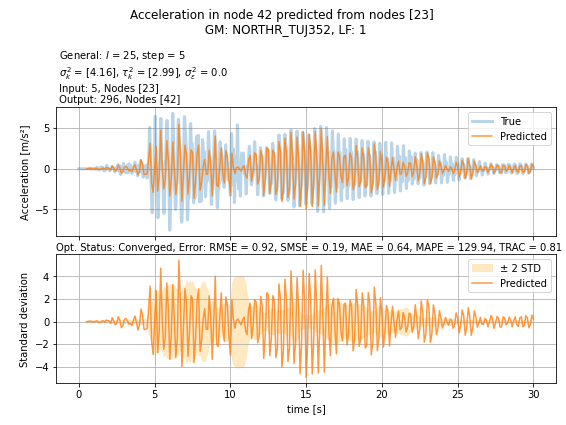 Acceleration in node 42 predicted from nodes [23]
GM: NORTHR_TUJ352, LF: 1
General: l = 25, step = 5
σ²ₖ = [4.16], τ²ₖ = [2.99], σ²ε = 0.0
Input: 5, Nodes [23]
Output: 296, Nodes [42]
Acceleration [m/s²]
5
0
−5
True
Predicted
Opt. Status: Converged, Error: RMSE = 0.92, SMSE = 0.19, MAE = 0.64, MAPE = 129.94, TRAC = 0.81
Standard deviation
4
2
0
−2
−4
± 2 STD
Predicted
0 5 10 15 20 25 30
time [s]